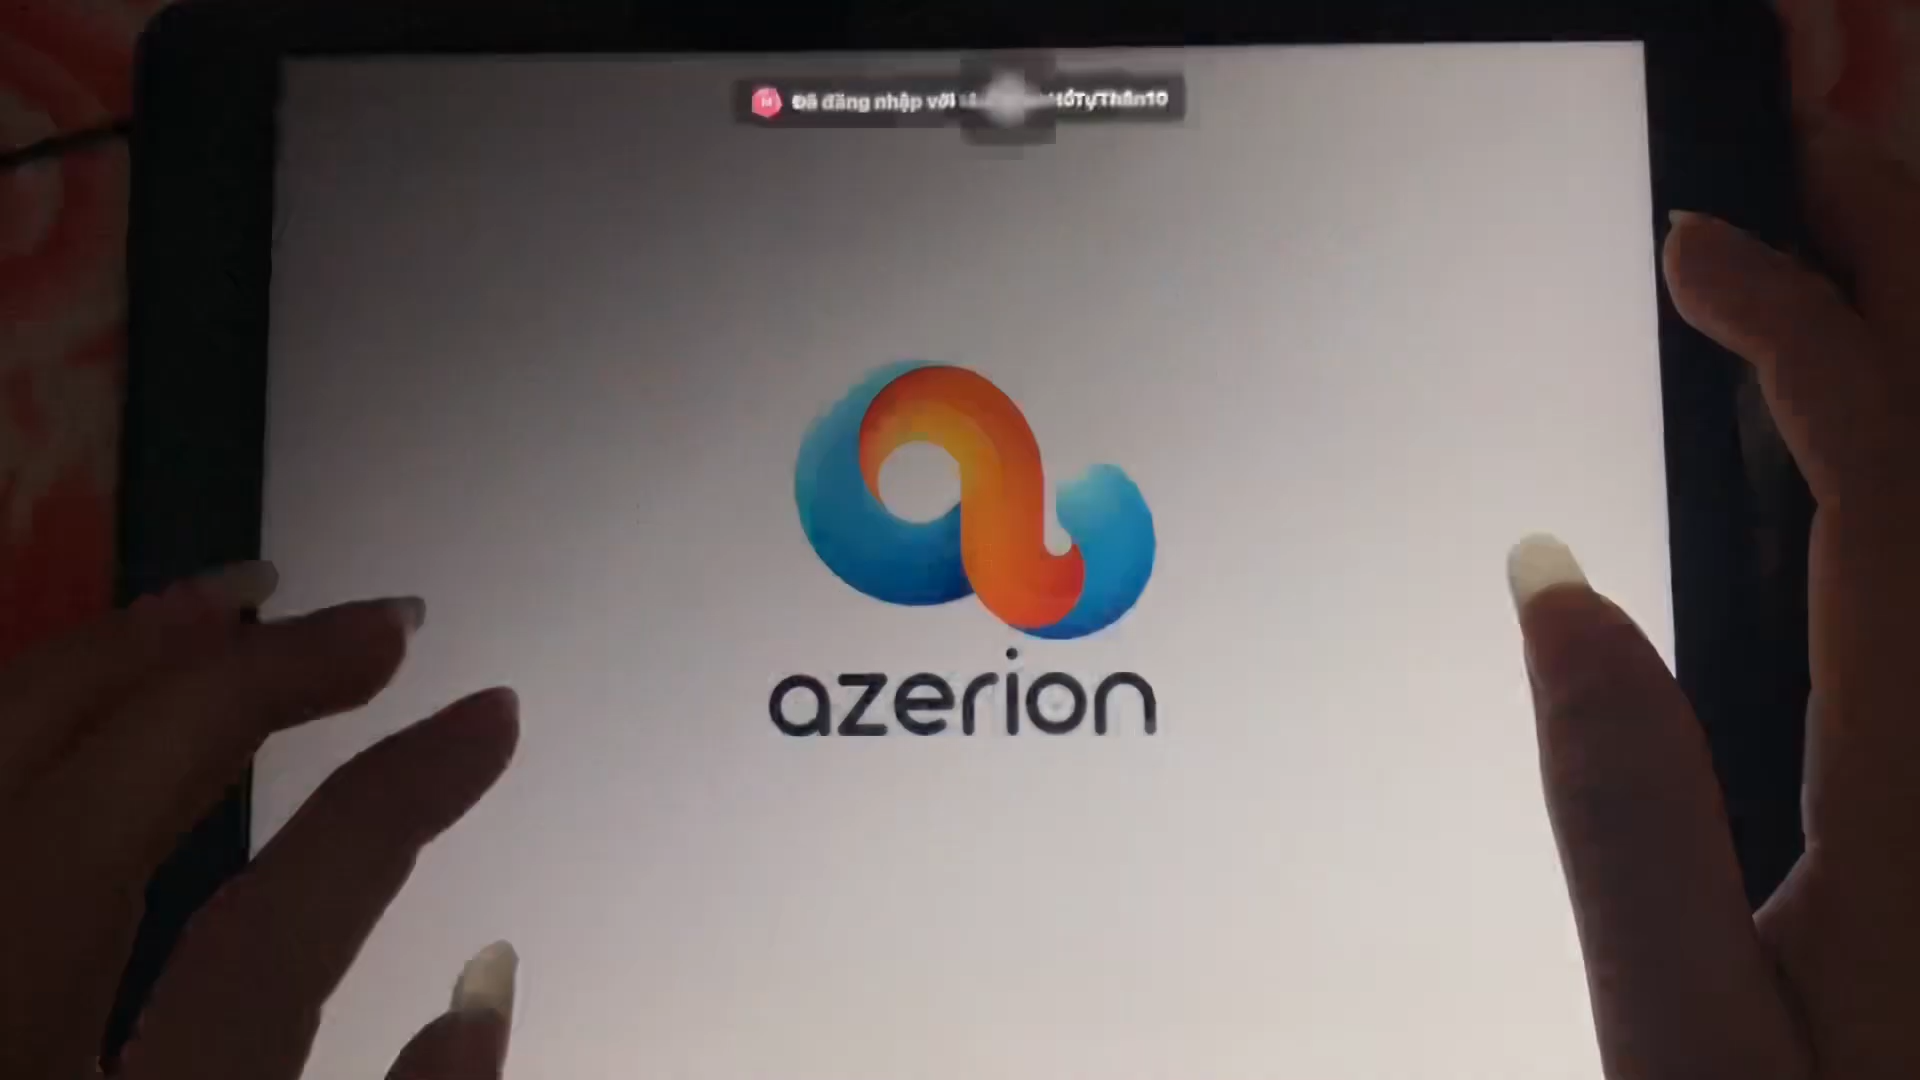 Đã đăng nhập với
azerion